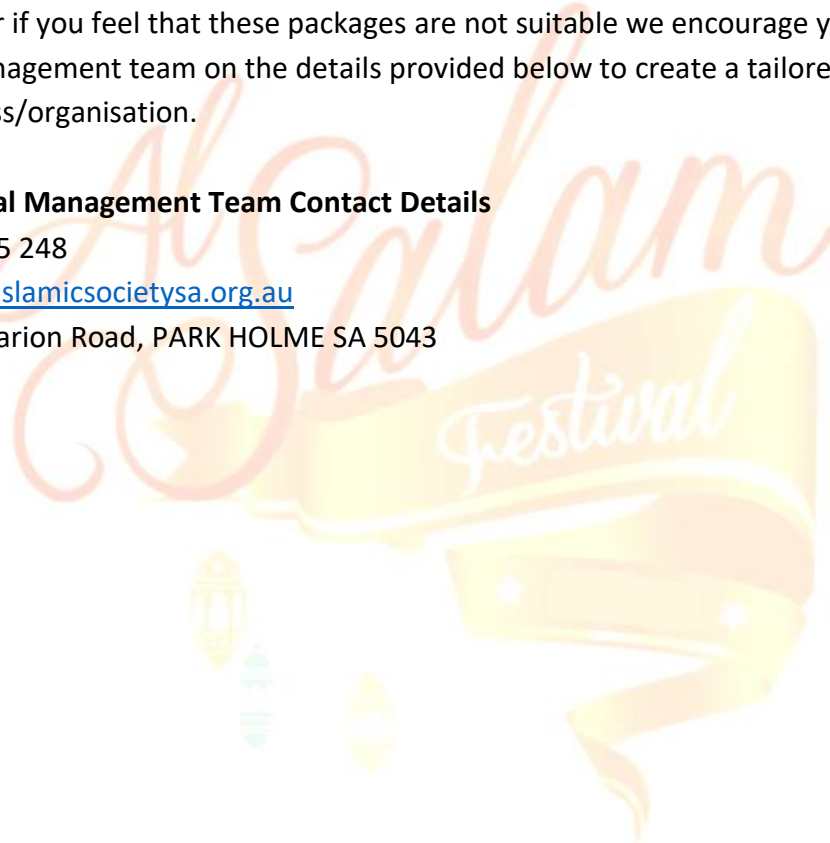 r if you feel that these packages are not suitable we encourage y
nagement team on the details provided below to create a tailore
ss/organisation.
al Management Team Contact Details
5 248
slamicsocietysa.org.au
arion Road, PARK HOLME SA 5043
Al
Salam
Festival